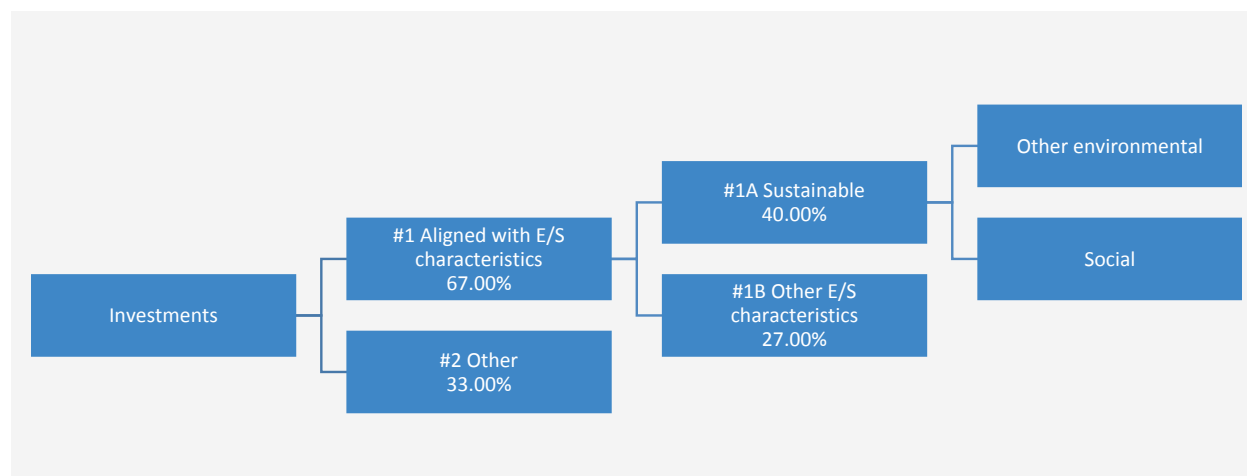 Investments
#1 Aligned with E/S
characteristics
67.00%
#2 Other
33.00%
#1A Sustainable
40.00%
#1B Other E/S
characteristics
27.00%
Other environmental
Social